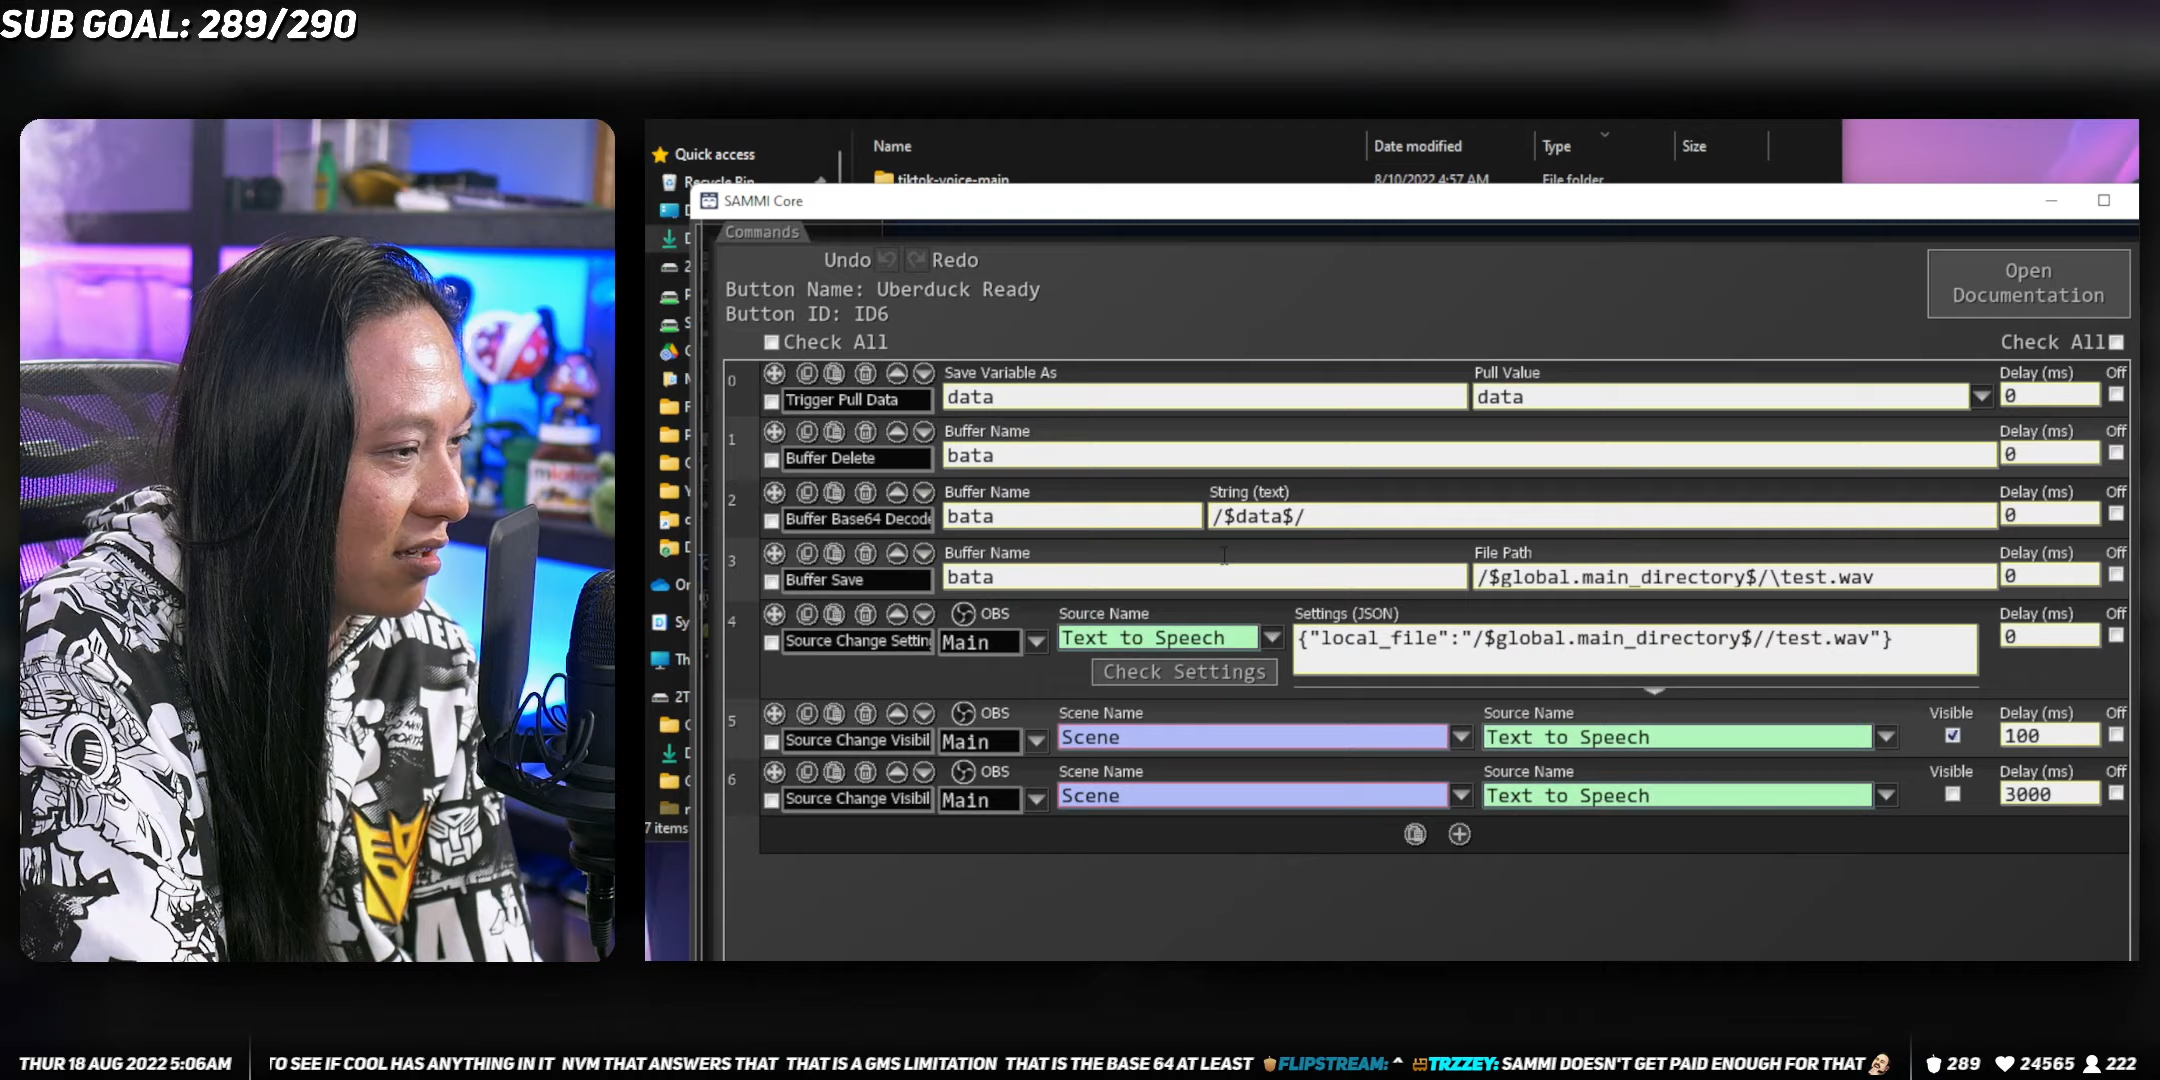 SUB GOAL: 289/290
Quick access
Name
Date modified
Type
Size
Recycle Bin
tiktok-voice-main
8/10/2022 4:57 AM
File folder
SAMMI Core
Commands
Undo
Redo
Button Name: Uberduck Ready
Button ID: ID6
Open
Documentation
Check All
Check All
0
Save Variable As
Pull Value
Delay (ms)
Off
Trigger Pull Data
data
data
0
1
Buffer Name
Delay (ms)
Off
Buffer Delete
bata
0
2
Buffer Name
String (text)
Delay (ms)
Off
Buffer Base64 Decode
bata
/$data$/
0
3
Buffer Name
File Path
Delay (ms)
Off
Buffer Save
bata
/$global.main_directory$/\test.wav
0
4
OBS
Source Name
Settings (JSON)
Delay (ms)
Off
Source Change Settin
Main
Text to Speech
{"local_file":"/$global.main_directory$//test.wav"}
0
Check Settings
5
OBS
Scene Name
Source Name
Visible
Delay (ms)
Off
Source Change Visibil
Main
Scene
Text to Speech
100
6
OBS
Scene Name
Source Name
Visible
Delay (ms)
Off
Source Change Visibil
Main
Scene
Text to Speech
3000
On
Sy
Th
2T
7 items
THUR 18 AUG 2022 5:06AM
TO SEE IF COOL HAS ANYTHING IN IT NVM THAT ANSWERS THAT THAT IS A GMS LIMITATION THAT IS THE BASE 64 AT LEAST FLIPSTREAM: ^ TRZZEY: SAMMI DOESN'T GET PAID ENOUGH FOR THAT
289
24565
222